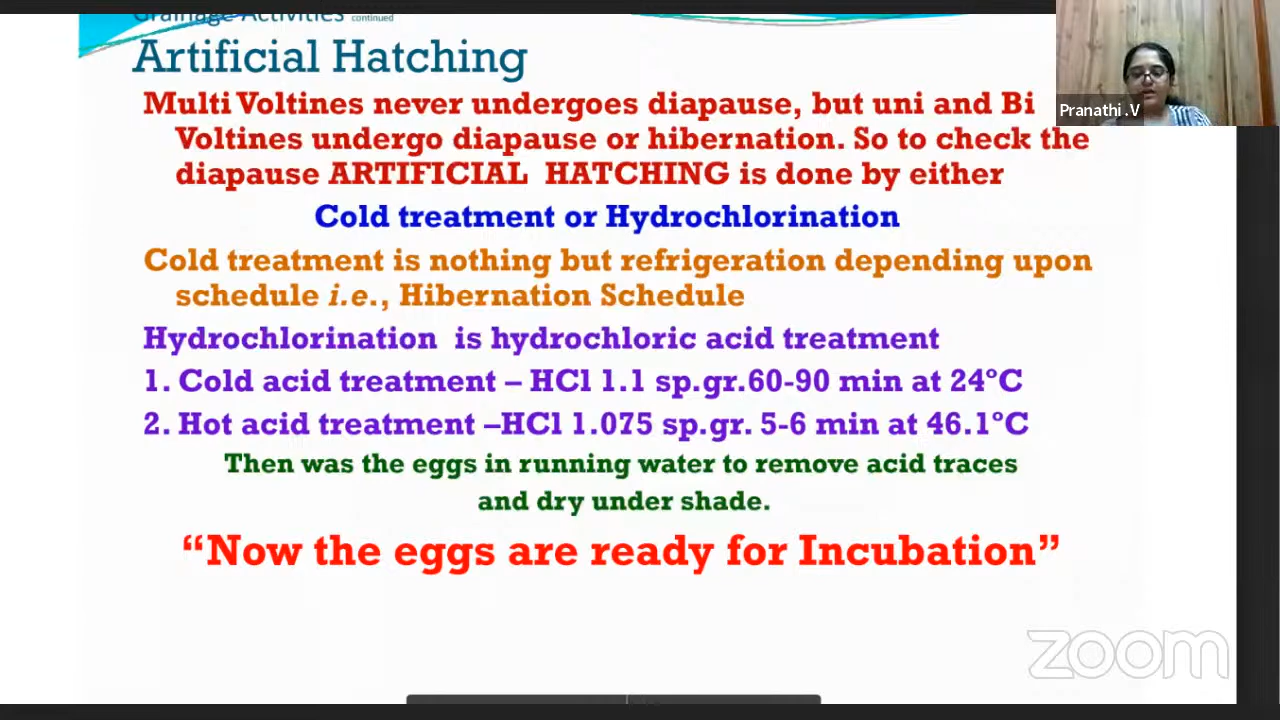 Grainage Activities continued
Artificial Hatching
Multi Voltines never undergoes diapause, but uni and Bi
Voltines undergo diapause or hibernation. So to check the
diapause ARTIFICIAL HATCHING is done by either
Cold treatment or Hydrochlorination
Cold treatment is nothing but refrigeration depending upon
schedule i.e., Hibernation Schedule
Hydrochlorination is hydrochloric acid treatment
1. Cold acid treatment – HCl 1.1 sp.gr.60-90 min at 24°C
2. Hot acid treatment –HCl 1.075 sp.gr. 5-6 min at 46.1°C
Then was the eggs in running water to remove acid traces
and dry under shade.
“Now the eggs are ready for Incubation”
Pranathi .V
zoom